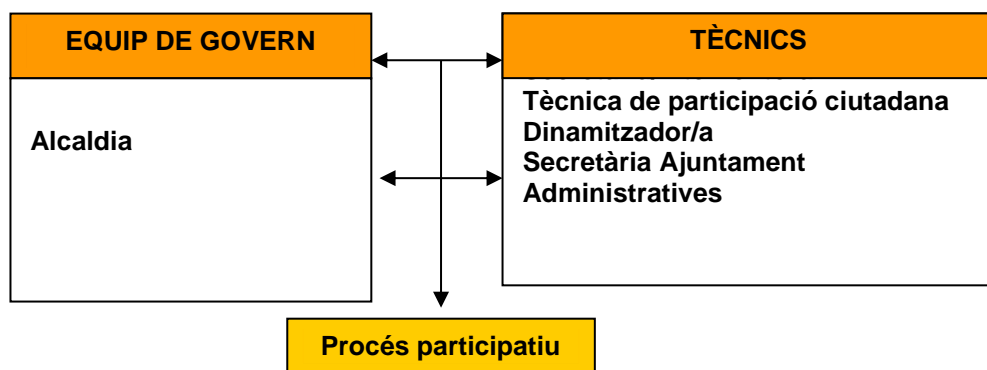 EQUIP DE GOVERN
Alcaldia
TÈCNICS
Tècnica de participació ciutadana
Dinamitzador/a
Secretària Ajuntament
Administratives
Procés participatiu